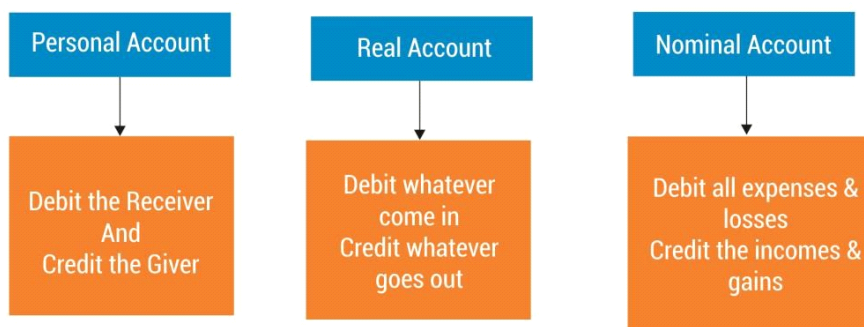 Personal Account
Debit the Receiver
And
Credit the Giver
Real Account
Debit whatever
come in
Credit whatever
goes out
Nominal Account
Debit all expenses &
losses
Credit the incomes &
gains